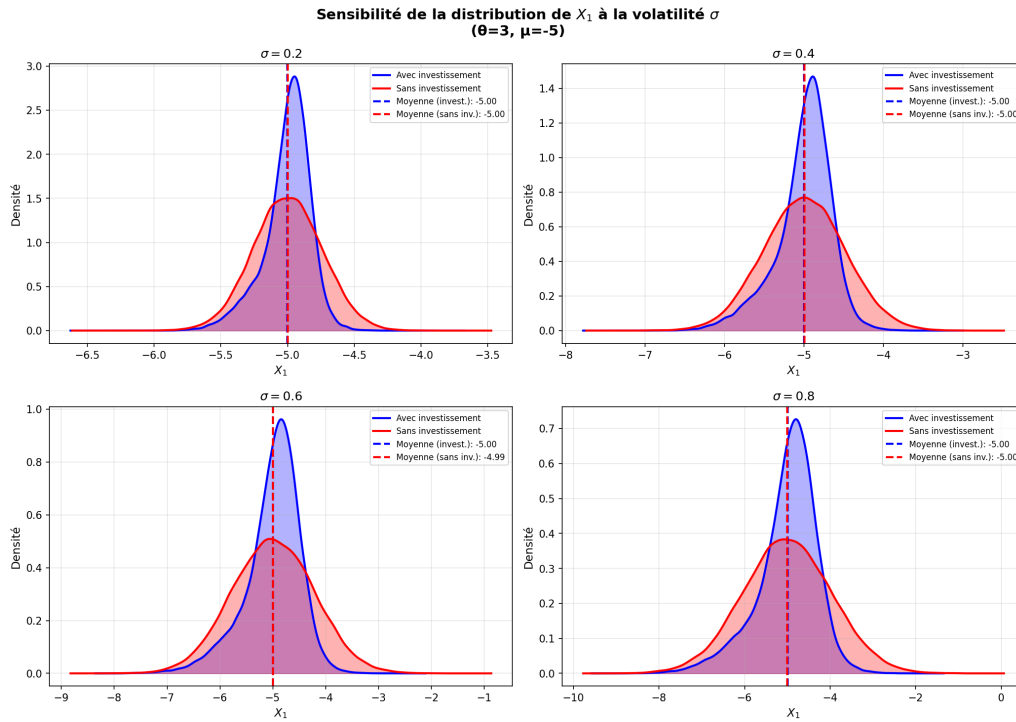 Sensibilité de la distribution de X₁ à la volatilité σ
(θ=3, μ=-5)
σ = 0.2
3.0
2.5
2.0
1.5
1.0
0.5
0.0
Densité
Avec investissement
Sans investissement
Moyenne (invest.): -5.00
Moyenne (sans inv.): -5.00
−6.5 −6.0 −5.5 −5.0 −4.5 −4.0 −3.5
X₁
σ = 0.4
1.4
1.2
1.0
0.8
0.6
0.4
0.2
0.0
Densité
Avec investissement
Sans investissement
Moyenne (invest.): -5.00
Moyenne (sans inv.): -5.00
−8 −7 −6 −5 −4 −3
X₁
σ = 0.6
1.0
0.8
0.6
0.4
0.2
0.0
Densité
Avec investissement
Sans investissement
Moyenne (invest.): -5.00
Moyenne (sans inv.): -4.99
−9 −8 −7 −6 −5 −4 −3 −2 −1
X₁
σ = 0.8
0.7
0.6
0.5
0.4
0.3
0.2
0.1
0.0
Densité
Avec investissement
Sans investissement
Moyenne (invest.): -5.00
Moyenne (sans inv.): -5.00
−10 −8 −6 −4 −2 0
X₁